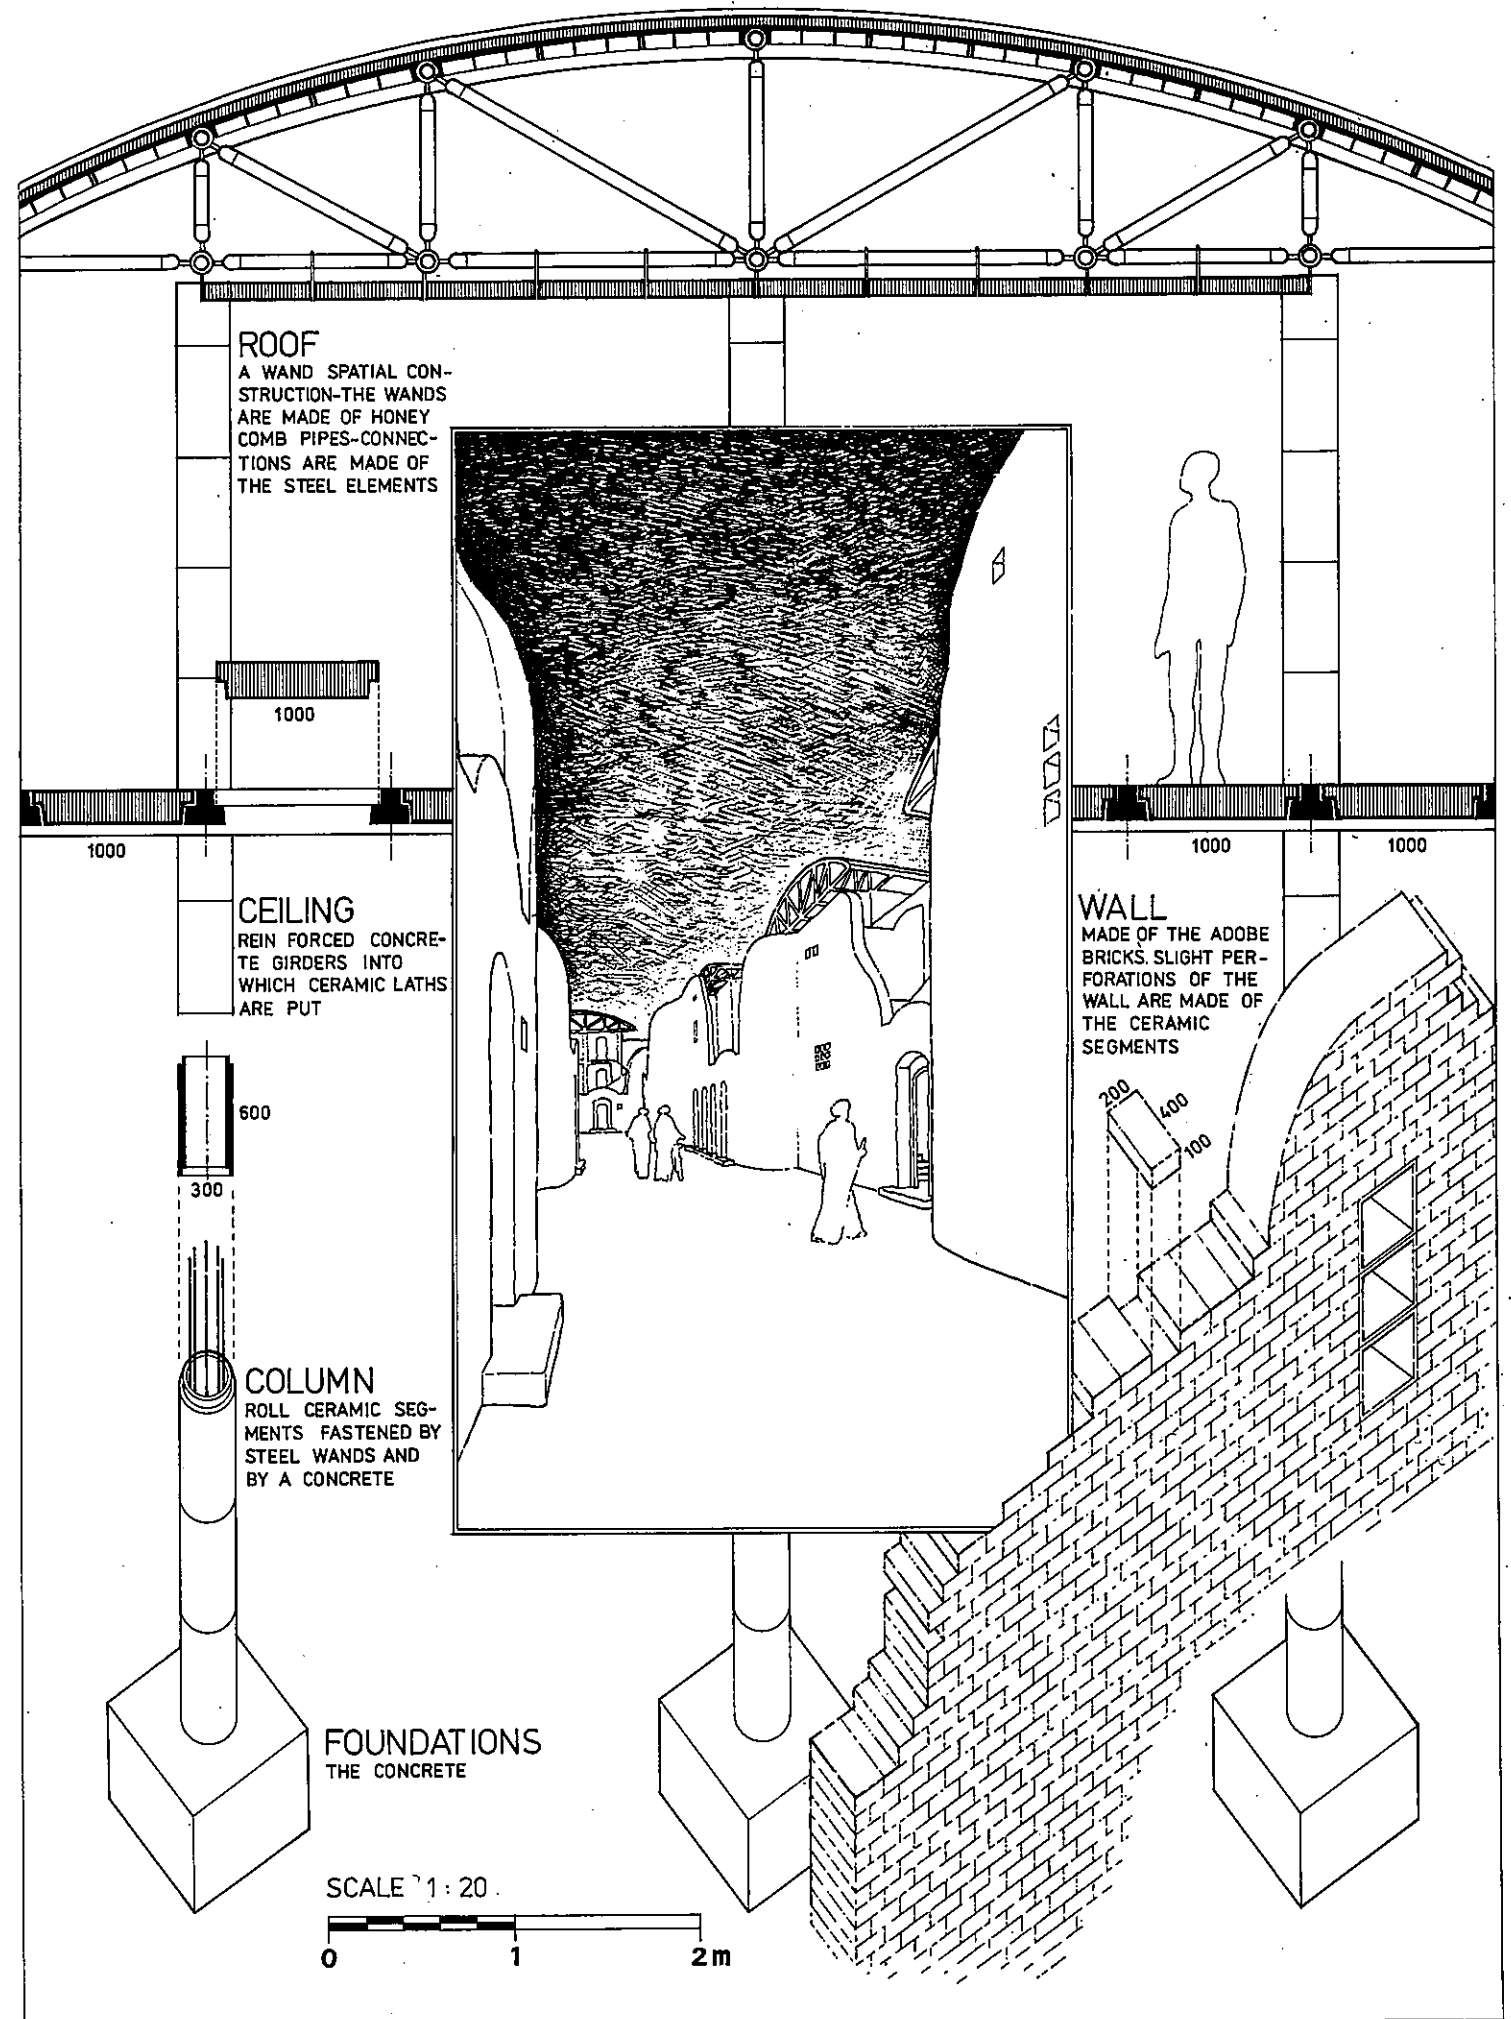 ROOF
A WAND SPATIAL CON-
STRUCTION-THE WANDS
ARE MADE OF HONEY
COMB PIPES-CONNEC-
TIONS ARE MADE OF
THE STEEL ELEMENTS
1000
1000
1000
1000
CEILING
REIN FORCED CONCRE-
TE GIRDERS INTO
WHICH CERAMIC LATHS
ARE PUT
WALL
MADE OF THE ADOBE
BRICKS. SLIGHT PER-
FORATIONS OF THE
WALL ARE MADE OF
THE CERAMIC
SEGMENTS
200
400
100
600
300
COLUMN
ROLL CERAMIC SEG-
MENTS FASTENED BY
STEEL WANDS AND
BY A CONCRETE
FOUNDATIONS
THE CONCRETE
SCALE 1:20
0 1 2m